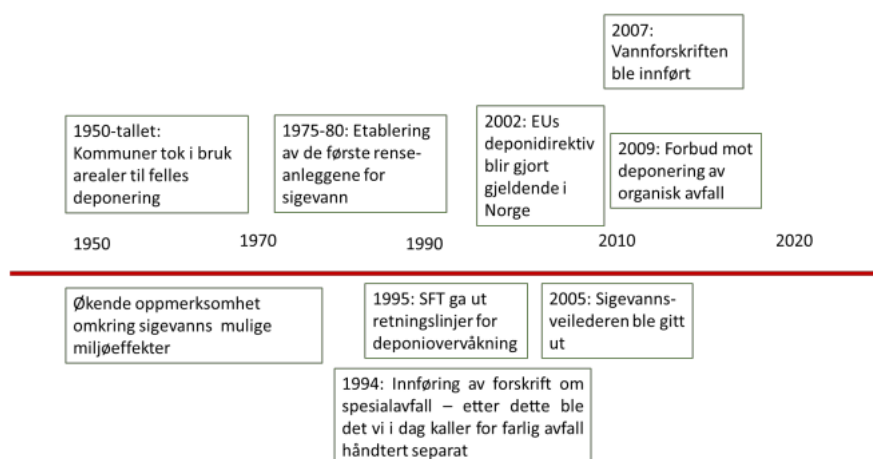 2007:
Vannforskriften
ble innført
1950-tallet:
Kommuner tok i bruk
arealer til felles
deponering
1975-80: Etablering
av de første rense-
anleggene for
sigevann
2002: EUs
deponidirektiv
blir gjort
gjeldende i
Norge
2009: Forbud mot
deponering av
organisk avfall
1950
1970
1990
2010
2020
Økende oppmerksomhet
omkring sigevanns mulige
miljøeffekter
1995: SFT ga ut
retningslinjer for
deponiovervåkning
2005: Sigevanns-
veilederen ble gitt
ut
1994: Innføring av forskrift om
spesialavfall – etter dette ble
det vi i dag kaller for farlig avfall
håndtert separat